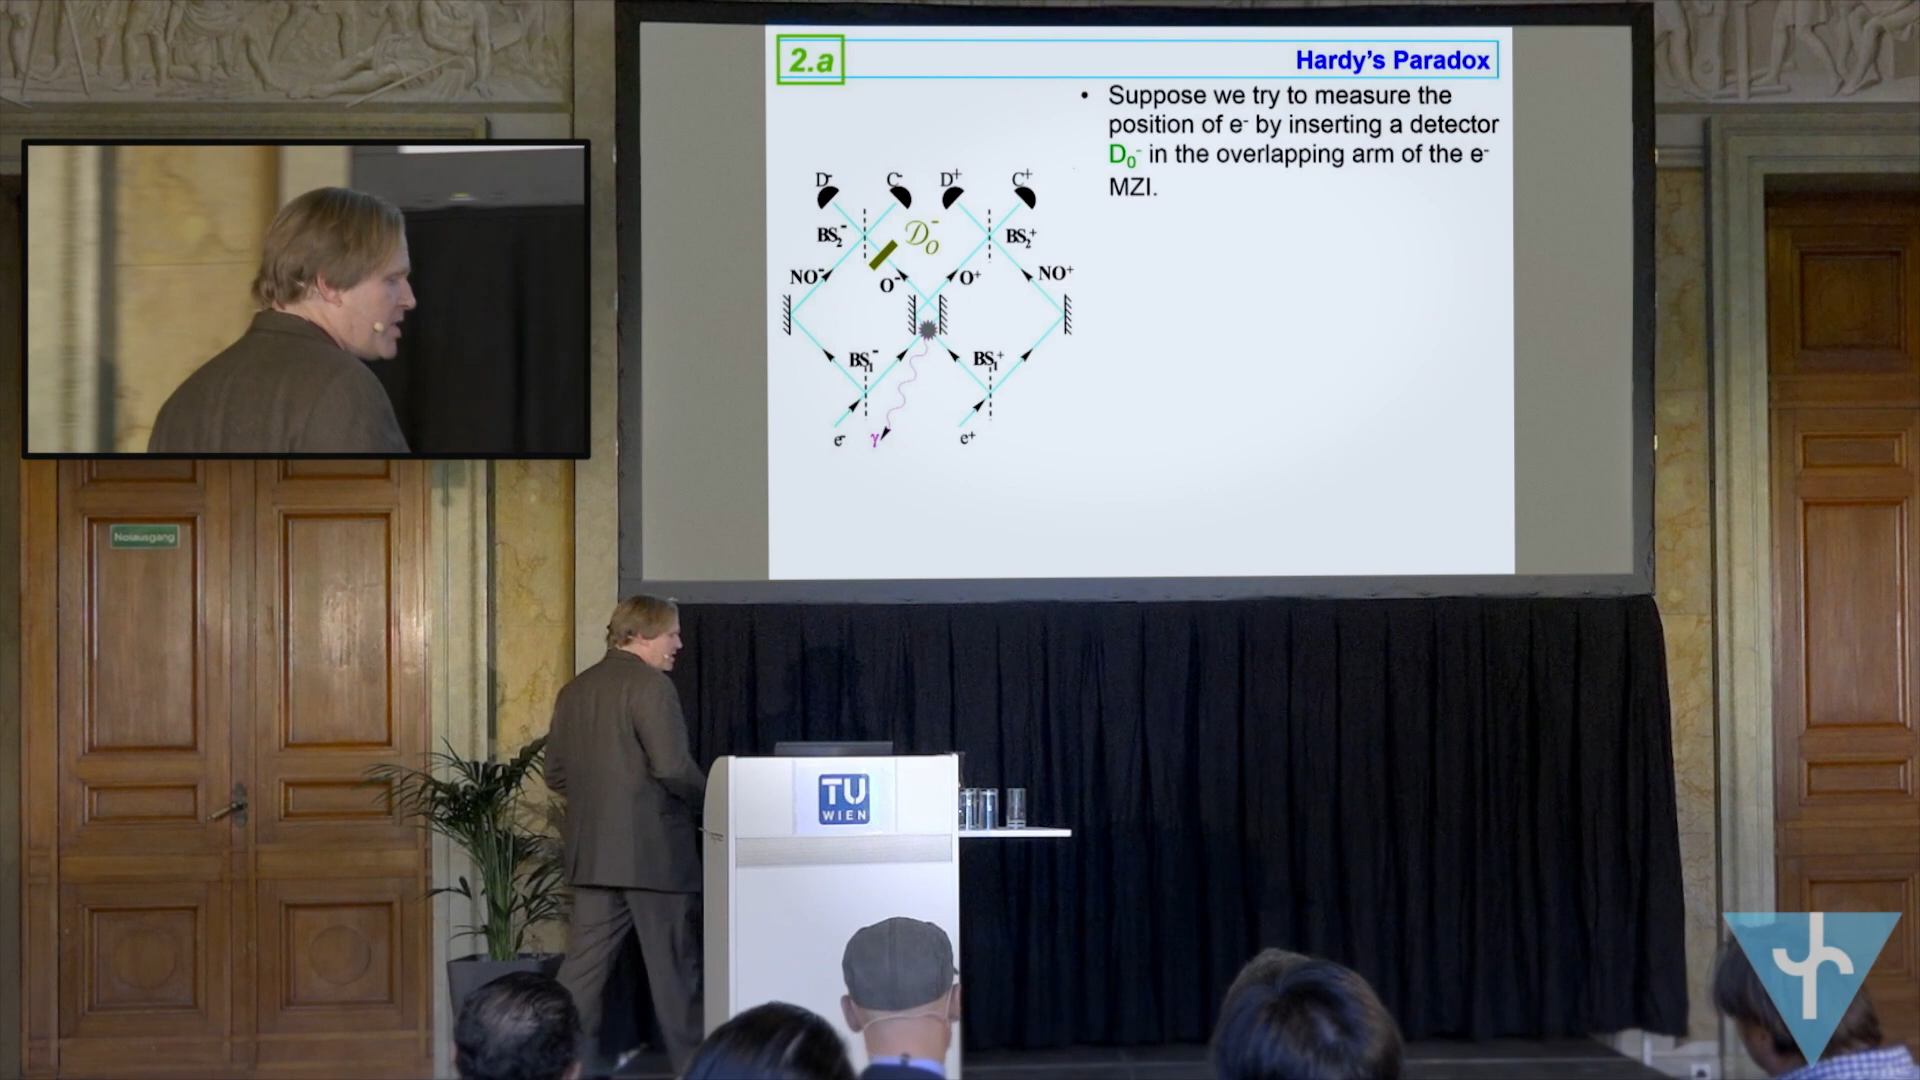 2.a
Hardy's Paradox
• Suppose we try to measure the
position of e⁻ by inserting a detector
D₀⁻ in the overlapping arm of the e⁻
MZI.
D⁻ C⁻ D⁺ C⁺
BS₂⁻ D₀⁻ BS₂⁺
NO⁻ O⁻ O⁺ NO⁺
BS₁⁻ BS₁⁺
e⁻ γ e⁺
Notausgang
TU
WIEN